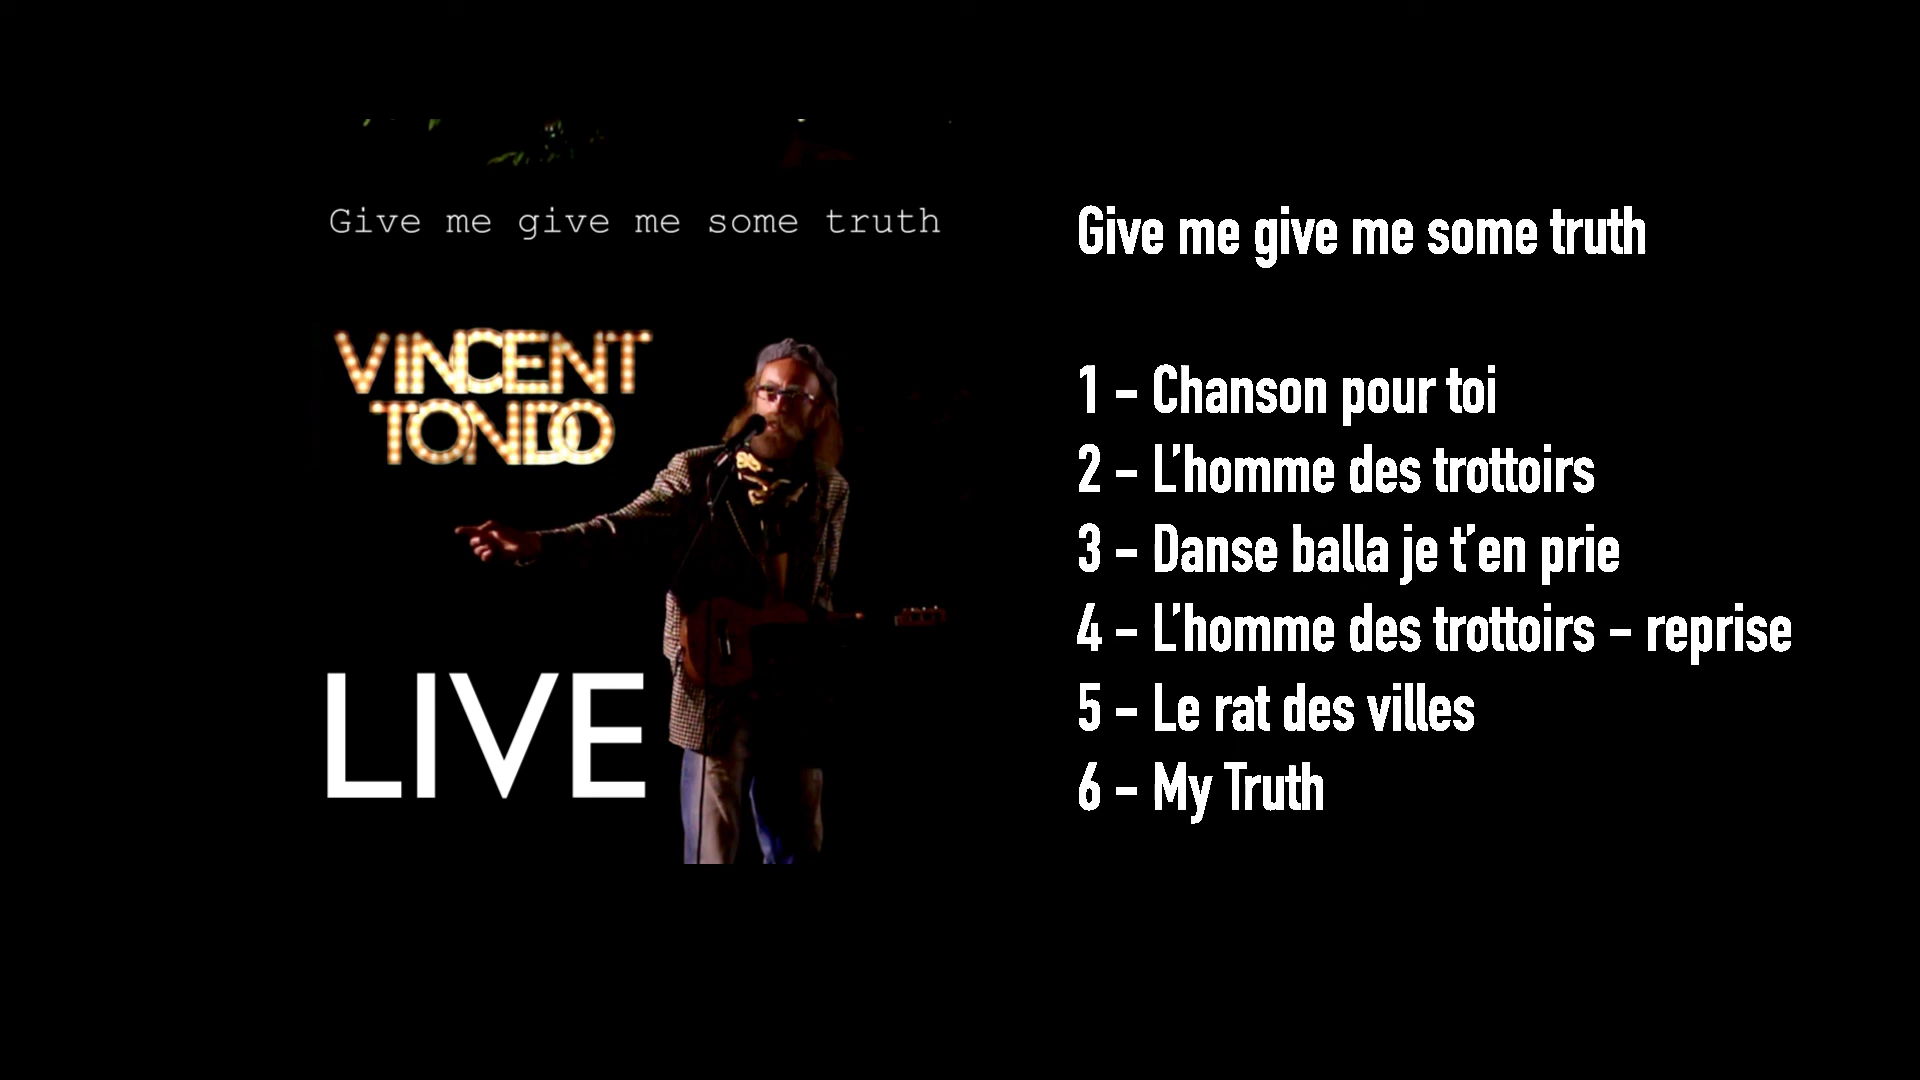 Give me give me some truth
VINCENT
TONDO
LIVE
Give me give me some truth
1 – Chanson pour toi
2 – L’homme des trottoirs
3 – Danse balla je t’en prie
4 – L’homme des trottoirs – reprise
5 – Le rat des villes
6 – My Truth